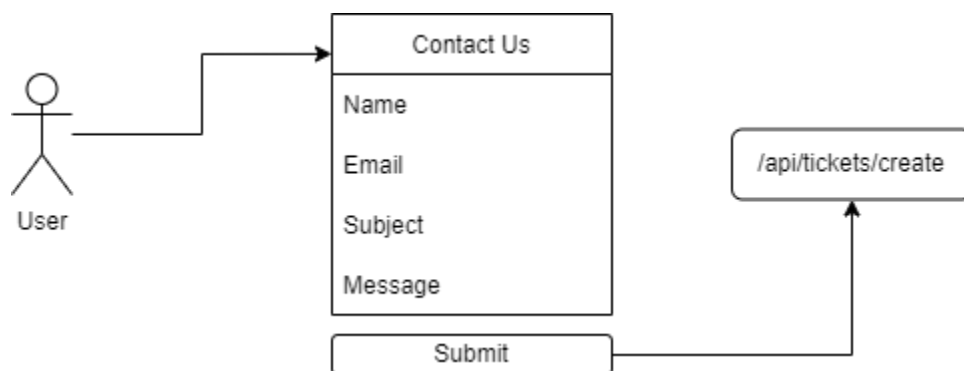 User
Contact Us
Name
Email
Subject
Message
Submit
/api/tickets/create